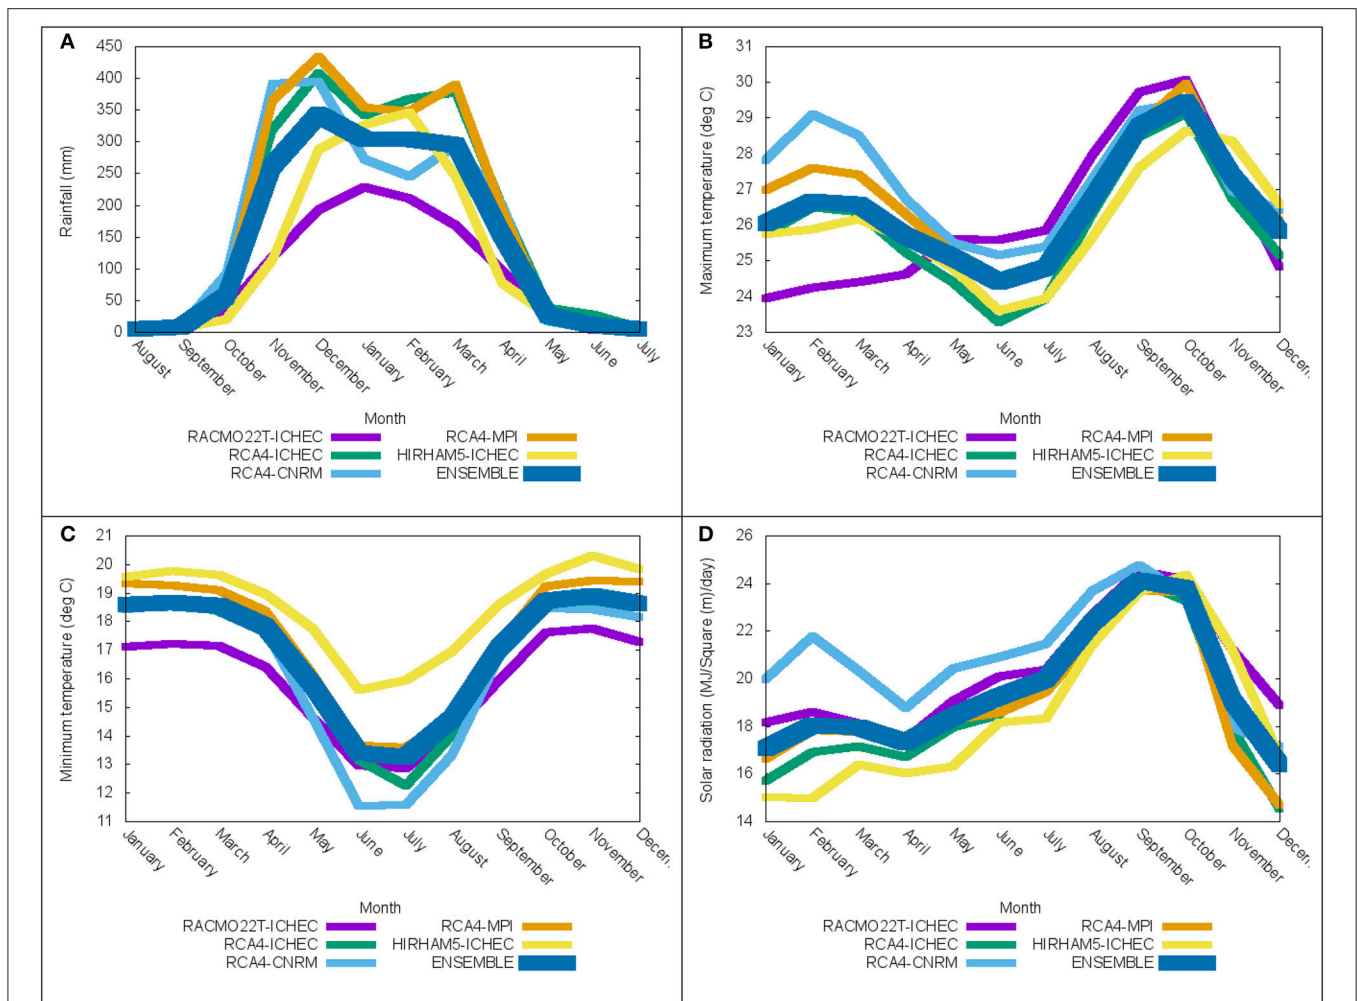 A
450
400
350
300
250
200
150
100
50
0
Rainfall (mm)
August
September
October
November
December
January
February
March
April
May
June
July
Month
RACMO22T-ICHEC
RCA4-MPI
RCA4-ICHEC
HIRHAM5-ICHEC
RCA4-CNRM
ENSEMBLE
B
31
30
29
28
27
26
25
24
23
Maximum temperature (deg C)
January
February
March
April
May
June
July
August
September
October
November
Decen.
Month
RACMO22T-ICHEC
RCA4-MPI
RCA4-ICHEC
HIRHAM5-ICHEC
RCA4-CNRM
ENSEMBLE
C
21
20
19
18
17
16
15
14
13
12
11
Minimum temperature (deg C)
January
February
March
April
May
June
July
August
September
October
November
Decen.
Month
RACMO22T-ICHEC
RCA4-MPI
RCA4-ICHEC
HIRHAM5-ICHEC
RCA4-CNRM
ENSEMBLE
D
26
24
22
20
18
16
14
Solar radiation (MJ/Square (m)/day)
January
February
March
April
May
June
July
August
September
October
November
Decen.
Month
RACMO22T-ICHEC
RCA4-MPI
RCA4-ICHEC
HIRHAM5-ICHEC
RCA4-CNRM
ENSEMBLE